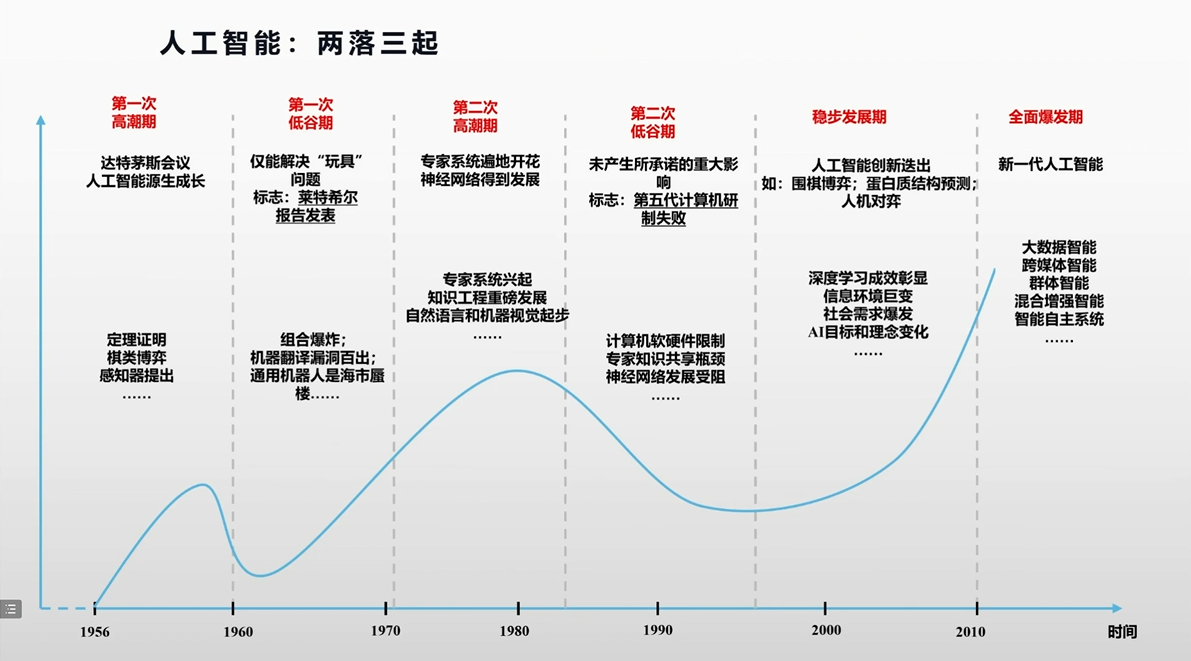 人工智能：两落三起
第一次
高潮期
达特茅斯会议
人工智能源生成长
定理证明
棋类博弈
感知器提出
……
第一次
低谷期
仅能解决“玩具”
问题
标志：莱特希尔
报告发表
组合爆炸；
机器翻译漏洞百出；
通用机器人是海市蜃
楼……
第二次
高潮期
专家系统遍地开花
神经网络得到发展
专家系统兴起
知识工程重磅发展
自然语言和机器视觉起步
……
第二次
低谷期
未产生所承诺的重大影
响
标志：第五代计算机研
制失败
计算机软硬件限制
专家知识共享瓶颈
神经网络发展受阻
……
稳步发展期
人工智能创新迭出
如：围棋博弈；蛋白质结构预测；
人机对弈
深度学习成效彰显
信息环境巨变
社会需求爆发
AI目标和理念变化
……
全面爆发期
新一代人工智能
大数据智能
跨媒体智能
群体智能
混合增强智能
智能自主系统
……
1956
1960
1970
1980
1990
2000
2010
时间